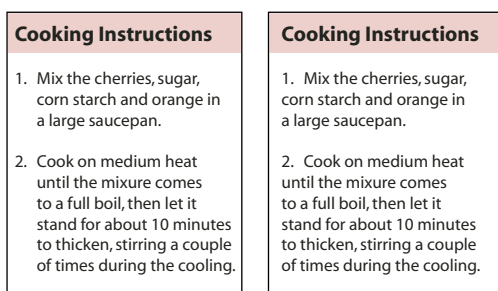 Cooking Instructions
1. Mix the cherries, sugar,
corn starch and orange in
a large saucepan.
2. Cook on medium heat
until the mixure comes
to a full boil, then let it
stand for about 10 minutes
to thicken, stirring a couple
of times during the cooling.
Cooking Instructions
1. Mix the cherries, sugar,
corn starch and orange in
a large saucepan.
2. Cook on medium heat
until the mixure comes
to a full boil, then let it
stand for about 10 minutes
to thicken, stirring a couple
of times during the cooling.